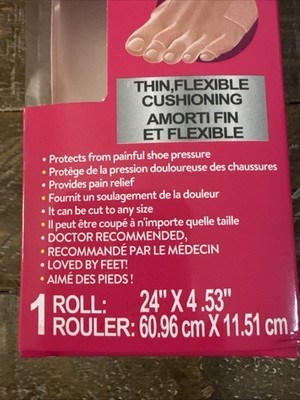 THIN,FLEXIBLE
CUSHIONING
AMORTI FIN
ET FLEXIBLE
• Protects from painful shoe pressure
• Protége de la pression douloureuse des chaussures
• Provides pain relief
• Fournit un soulagement de la douleur
• It can be cut to any size
• Il peut être coupé à n'importe quelle taille
• DOCTOR RECOMMENDED,
RECOMMANDÉ PAR LE MÉDECIN
• LOVED BY FEET!
• AIMÉ DES PIEDS !
1 ROLL: 24" X 4 .53"
ROULER: 60.96 cm X 11.51 cm